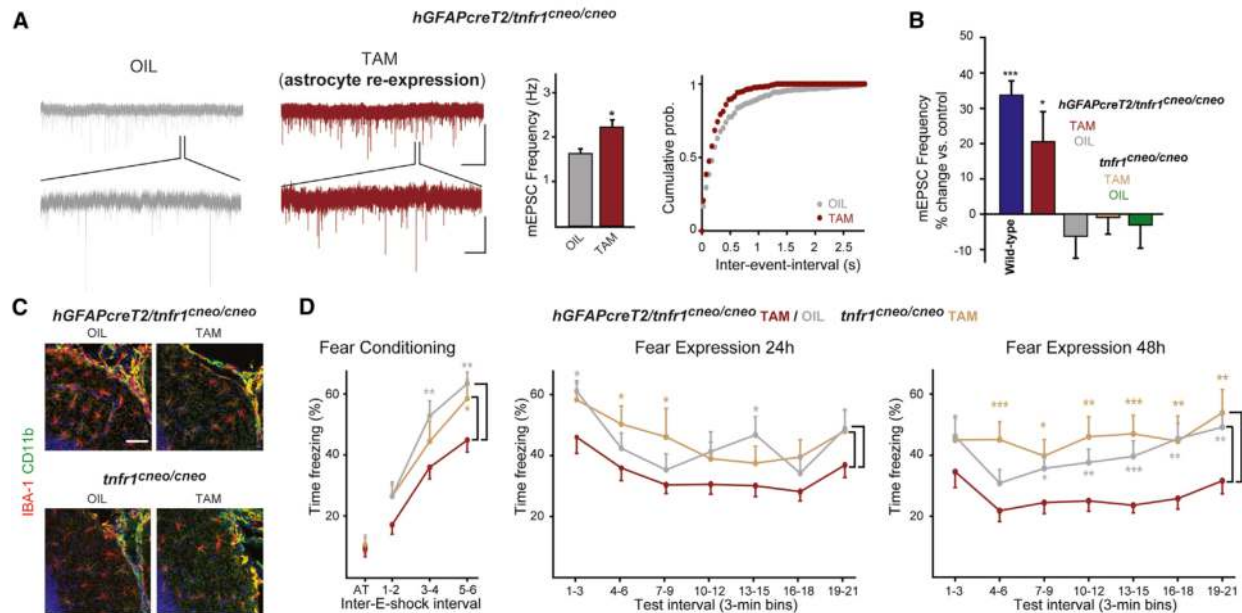 A
hGFAPcreT2/tnfr1cneo/cneo
OIL
TAM
(astrocyte re-expression)
mEPSC Frequency (Hz)
3
2
1
*
OIL
TAM
Cumulative prob.
1
0.5
0
OIL
TAM
0 0.5 1 1.5 2 2.5
Inter-event-interval (s)
B
mEPSC Frequency
% change vs. control
50
40
30
20
10
0
-10
***
*
Wild-type
hGFAPcreT2/tnfr1cneo/cneo
TAM
OIL
tnfr1cneo/cneo
TAM
OIL
C
hGFAPcreT2/tnfr1cneo/cneo
OIL TAM
tnfr1cneo/cneo
OIL TAM
IBA-1 CD11b
D
hGFAPcreT2/tnfr1cneo/cneo TAM / OIL tnfr1cneo/cneo TAM
Fear Conditioning
Time freezing (%)
60
40
20
** **
*
AT 1-2 3-4 5-6
Inter-E-shock interval
Fear Expression 24h
Time freezing (%)
60
40
20
* * * *
1-3 4-6 7-9 10-12 13-15 16-18 19-21
Test interval (3-min bins)
Fear Expression 48h
Time freezing (%)
60
40
20
*** * ** *** ** **
* ** *** ** **
1-3 4-6 7-9 10-12 13-15 16-18 19-21
Test interval (3-min bins)